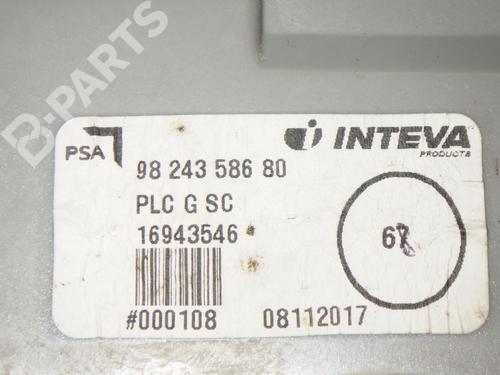 B-PARTS
PSA
INTEVA
PRODUCTS
98 243 586 80
PLC G SC
16943546
#000108
08112017